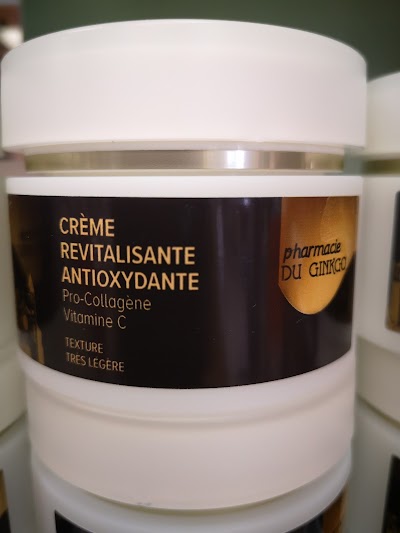 CRÈME
REVITALISANTE
ANTIOXYDANTE
Pro-Collagène
Vitamine C
TEXTURE
TRÈS LÉGÈRE
pharmacie
DU GINKGO